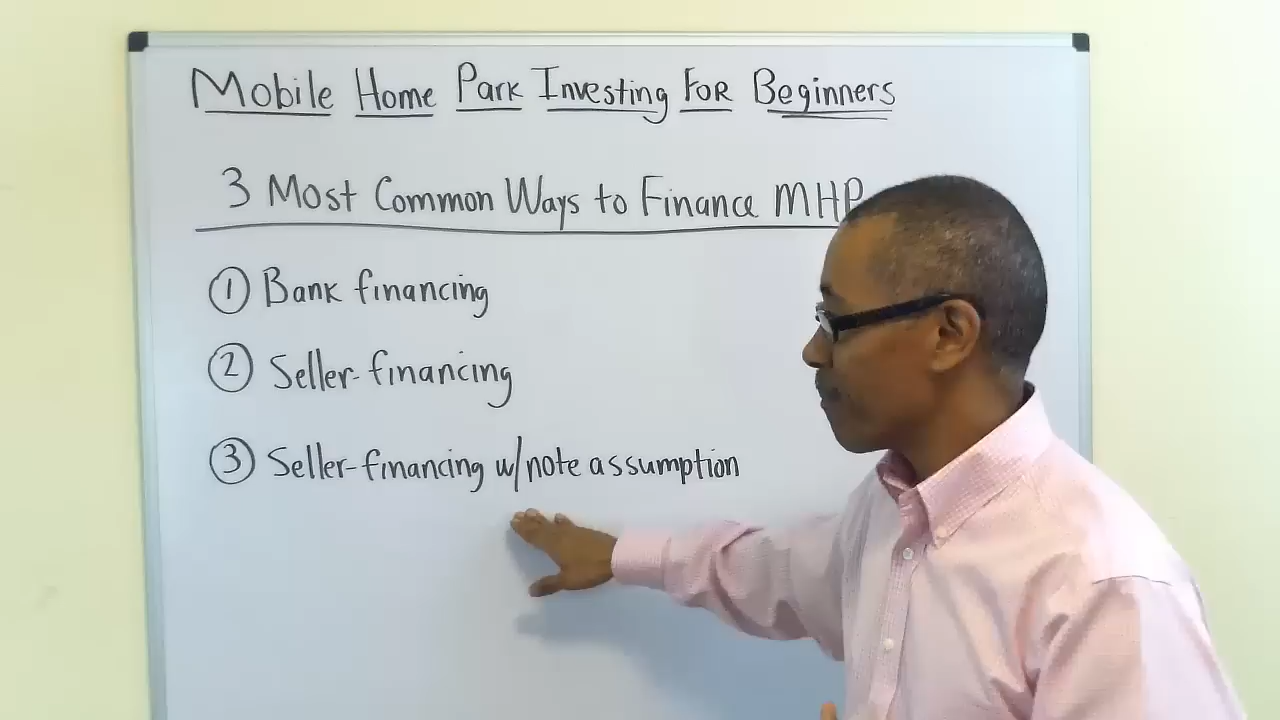 Mobile Home Park Investing For Beginners
3 Most Common Ways to Finance MHP
① Bank financing
② Seller-financing
③ Seller-financing w/note assumption